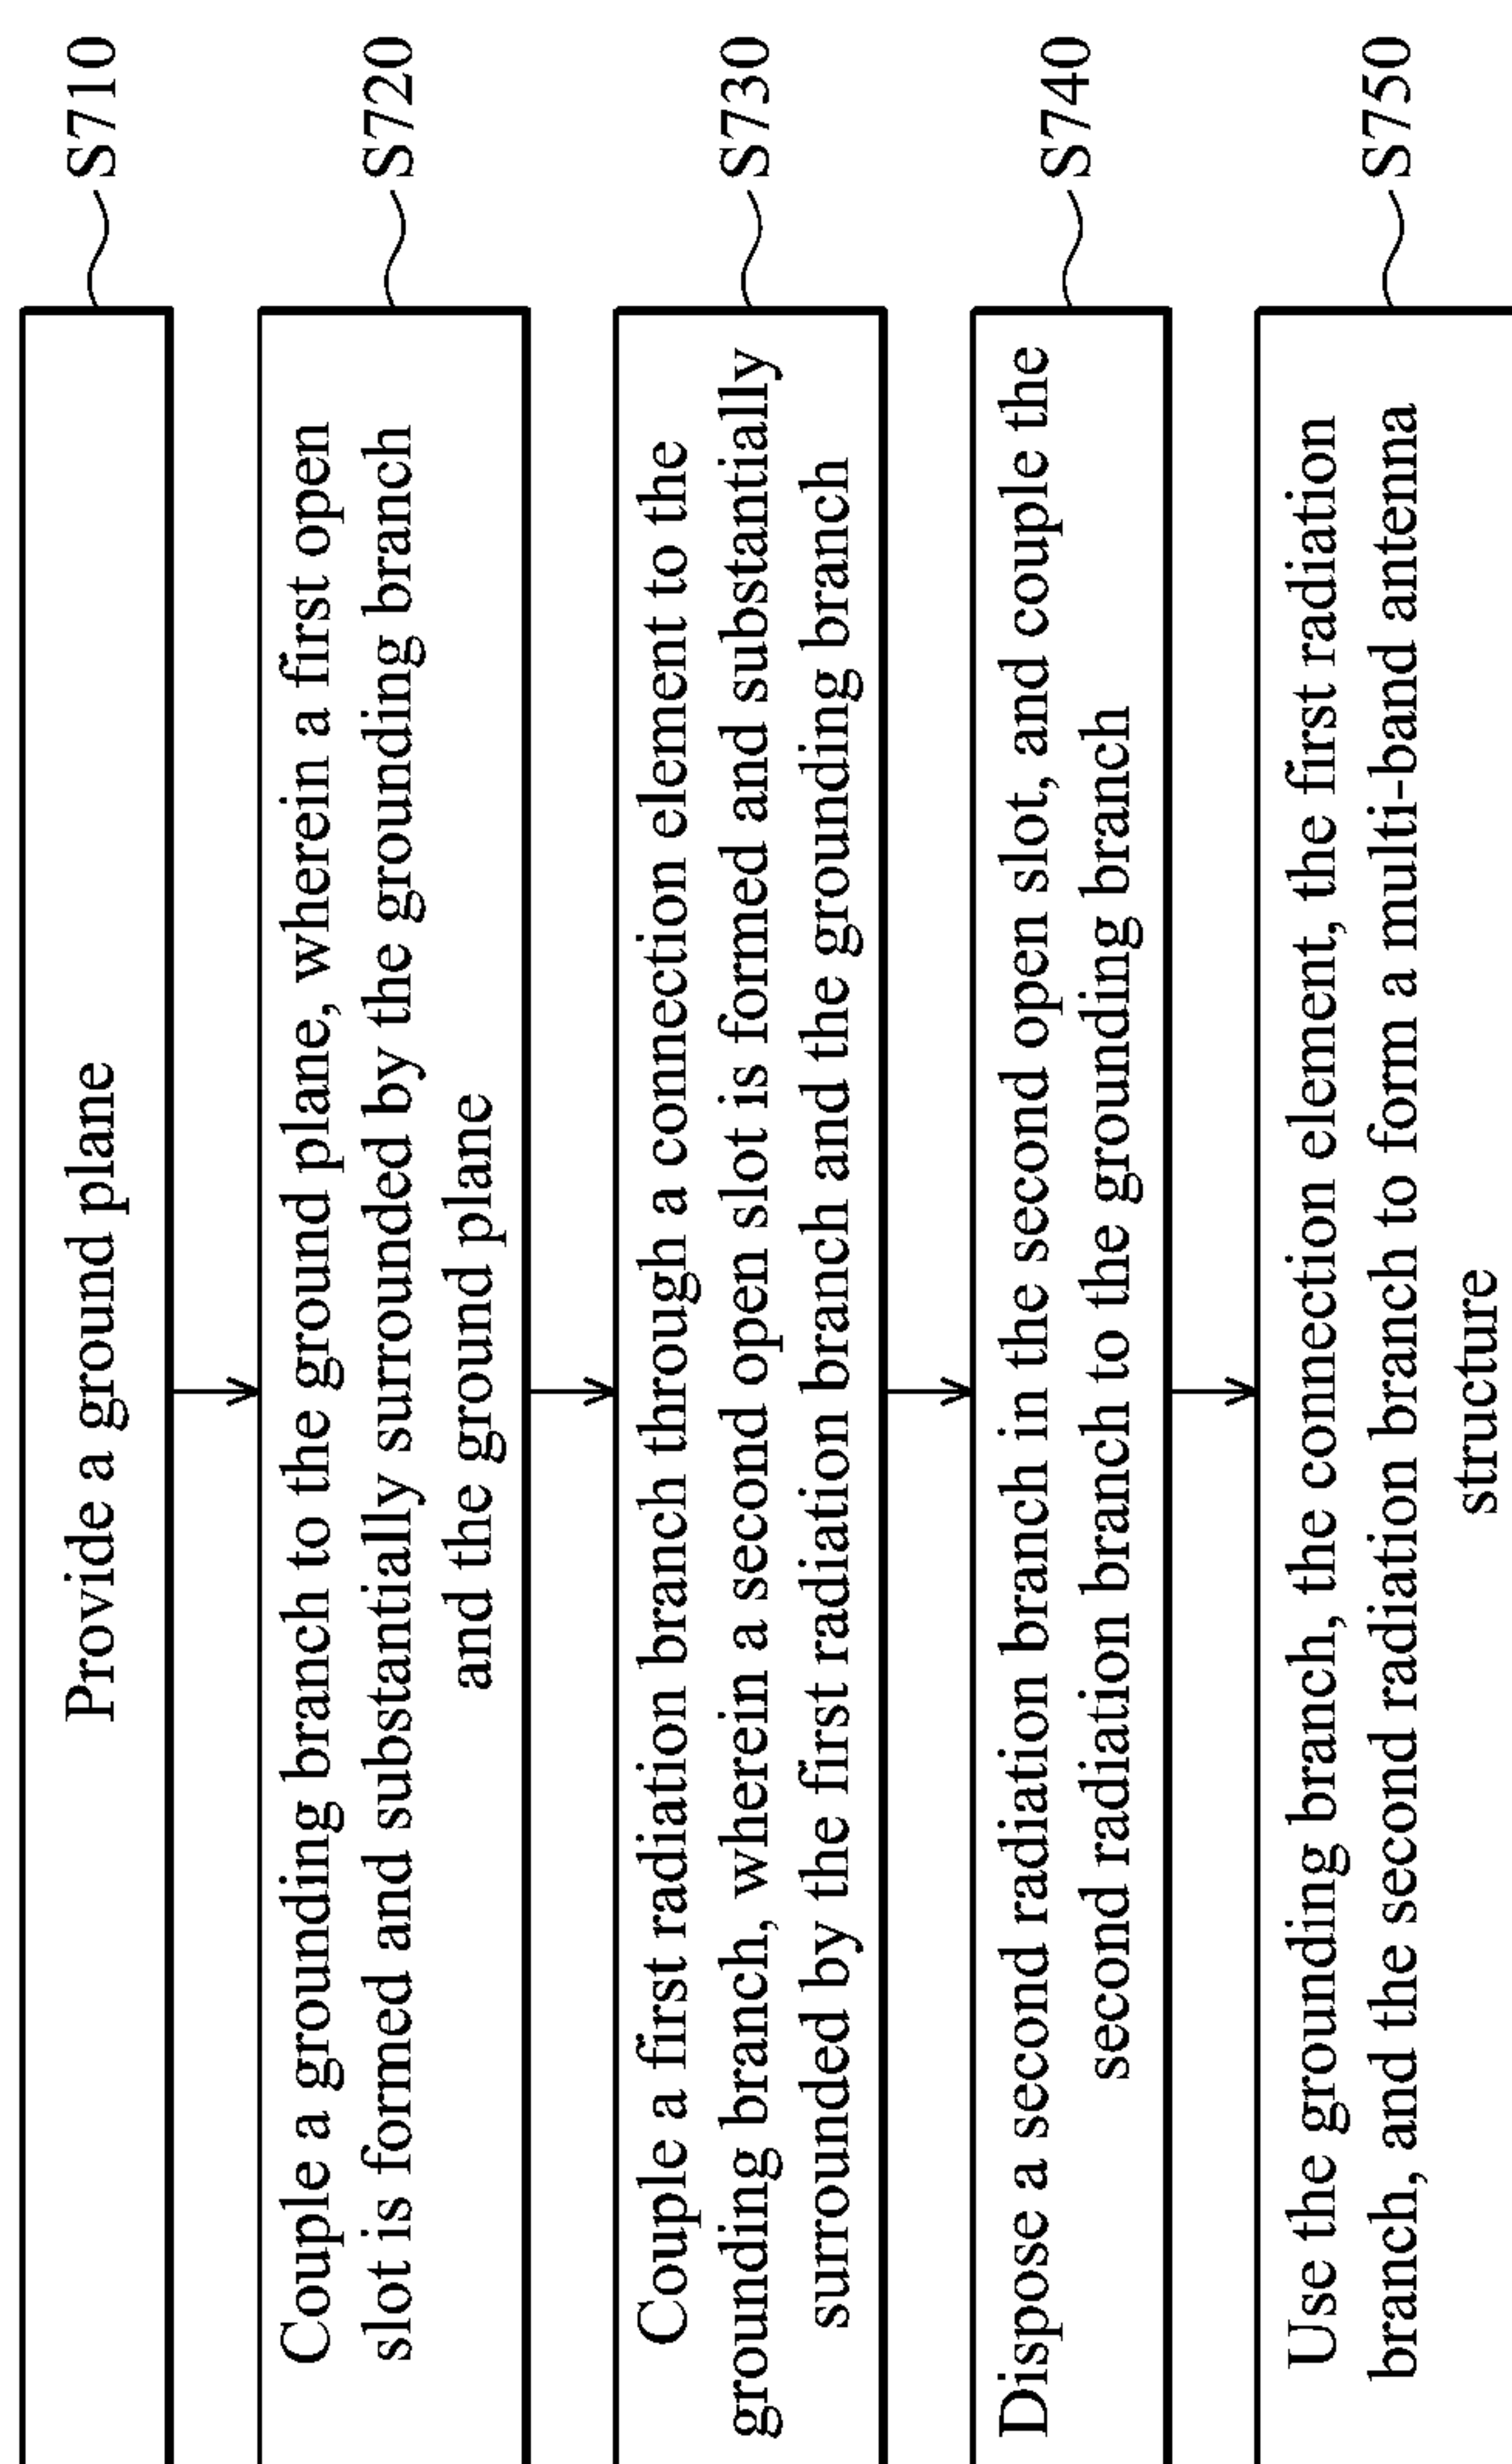 Provide a ground plane
S710
Couple a grounding branch to the ground plane, wherein a first open
slot is formed and substantially surrounded by the grounding branch
and the ground plane
S720
Couple a first radiation branch through a connection element to the
grounding branch, wherein a second open slot is formed and substantially
surrounded by the first radiation branch and the grounding branch
S730
Dispose a second radiation branch in the second open slot, and couple the
second radiation branch to the grounding branch
S740
Use the grounding branch, the connection element, the first radiation
branch, and the second radiation branch to form a multi-band antenna
structure
S750